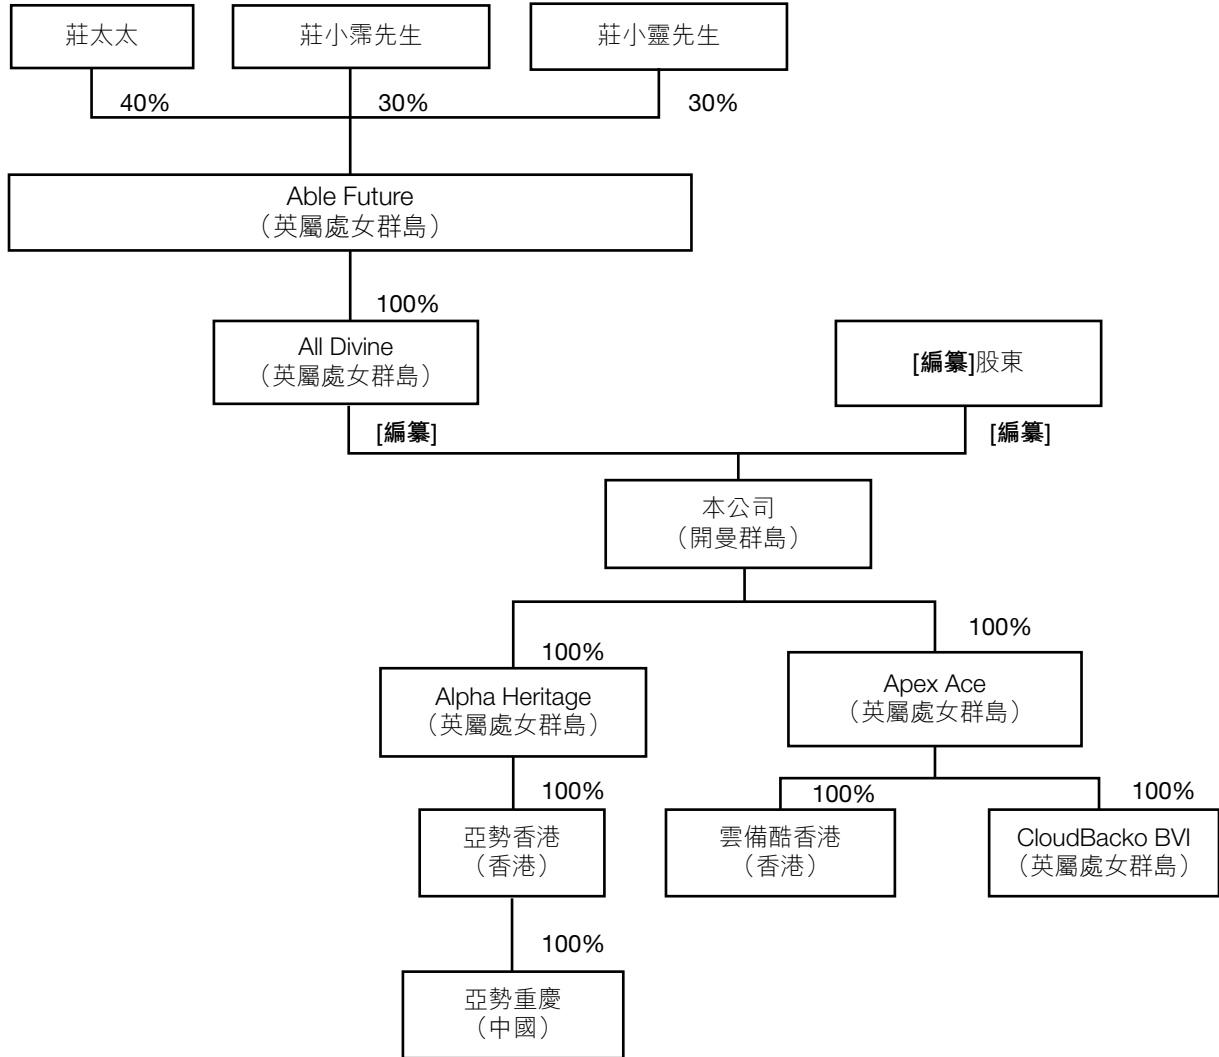 莊太太
莊小霈先生
莊小靈先生
40%
30%
30%
Able Future
（英屬處女群島）
100%
All Divine
（英屬處女群島）
[編纂]股東
[編纂]
[編纂]
本公司
（開曼群島）
100%
100%
Alpha Heritage
（英屬處女群島）
Apex Ace
（英屬處女群島）
100%
100%
100%
亞勢香港
（香港）
雲備酷香港
（香港）
CloudBacko BVI
（英屬處女群島）
100%
亞勢重慶
（中國）